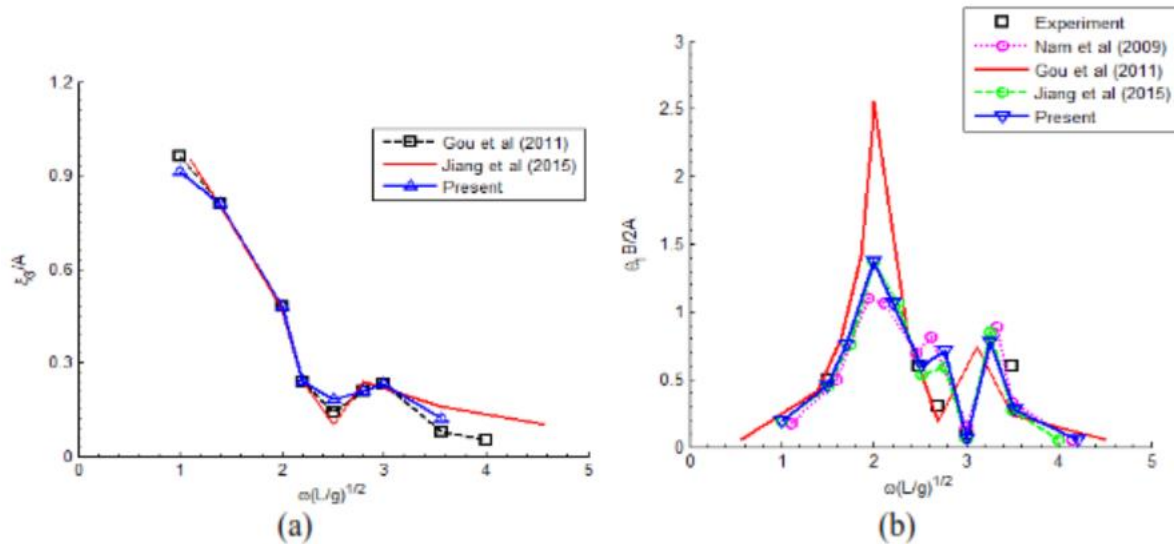 1.2
0.9
0.6
0.3
0
0
1
2
3
4
5
ξxg/A
ω(L/g)1/2
Gou et al (2011)
Jiang et al (2015)
Present
(a)
Experiment
Nam et al (2009)
Gou et al (2011)
Jiang et al (2015)
Present
3
2.5
2
1.5
1
0.5
0
0
1
2
3
4
5
B/2A
ω(L/g)1/2
(b)